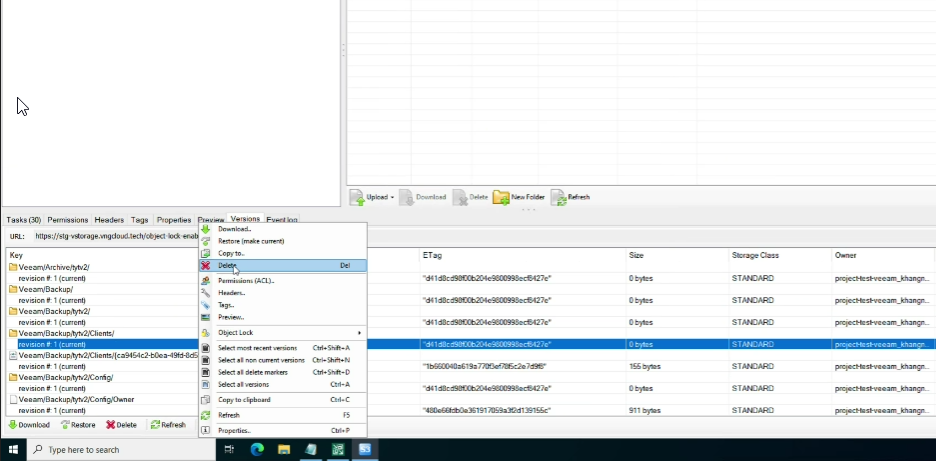 Upload
Download
Delete
New Folder
Refresh
Tasks (30) Permissions Headers Tags Properties Preview Versions Event log
URL: https://stg-vstorage.vngcloud.tech/object-lock-enab
Key ETag Size Storage Class Owner
Veeam/Archive/tytv2/
revision #: 1 (current) "d41d8cd98f00b204e9800998ecf8427e" 0 bytes STANDARD project-test-veeam_khangn...
Veeam/Backup/
revision #: 1 (current) "d41d8cd98f00b204e9800998ecf8427e" 0 bytes STANDARD project-test-veeam_khangn...
Veeam/Backup/tytv2/
revision #: 1 (current) "d41d8cd98f00b204e9800998ecf8427e" 0 bytes STANDARD project-test-veeam_khangn...
Veeam/Backup/tytv2/Clients/
revision #: 1 (current) "d41d8cd98f00b204e9800998ecf8427e" 0 bytes STANDARD project-test-veeam_khangn...
Veeam/Backup/tytv2/Clients/{ca9454c2-b0ea-49fd-8d5
revision #: 1 (current) 155 bytes STANDARD project-test-veeam_khangn...
Veeam/Backup/tytv2/Config/
revision #: 1 (current) "d41d8cd98f00b204e9800998ecf8427e" 0 bytes STANDARD project-test-veeam_khangn...
Veeam/Backup/tytv2/Config/Owner
revision #: 1 (current) 911 bytes STANDARD project-test-veeam_khangn...
Download Restore Delete Refresh
Download..
Restore (make current)
Copy to..
Delete.. Del
Permissions (ACL)..
Headers..
Tags..
Preview..
Object Lock
Select most recent versions Ctrl+Shift+A
Select all non current versions Ctrl+Shift+N
Select all delete markers Ctrl+Shift+D
Select all versions Ctrl+A
Copy to clipboard Ctrl+C
Refresh F5
Properties.. Ctrl+P
Type here to search